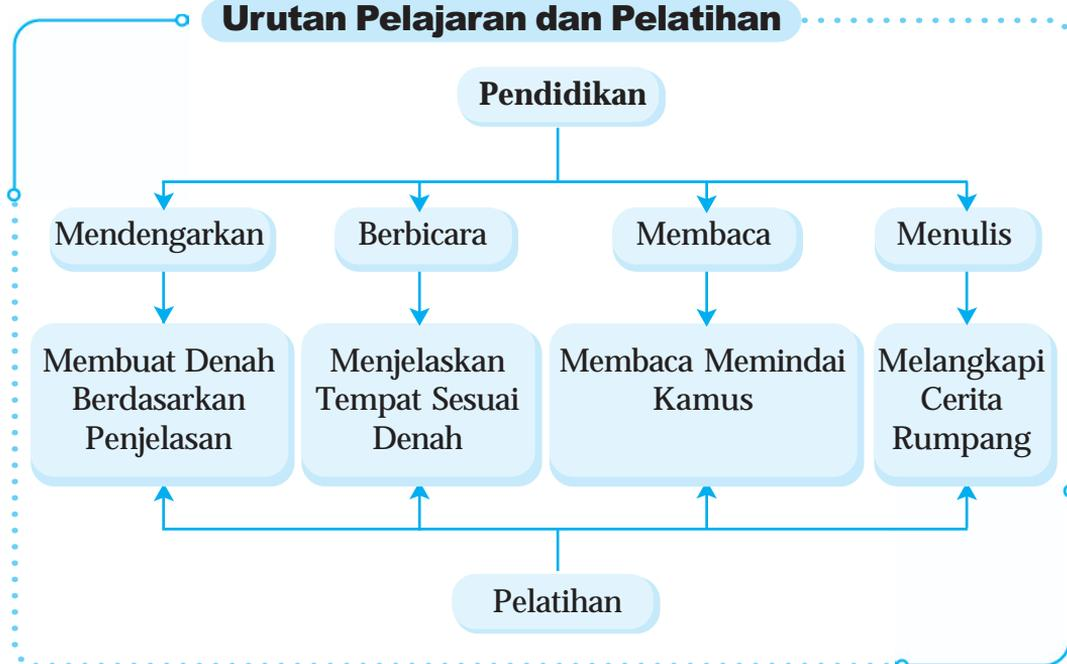 Urutan Pelajaran dan Pelatihan
Pendidikan
Mendengarkan
Berbicara
Membaca
Menulis
Membuat Denah
Berdasarkan
Penjelasan
Menjelaskan
Tempat Sesuai
Denah
Membaca Memindai
Kamus
Melangkapi
Cerita
Rumpang
Pelatihan